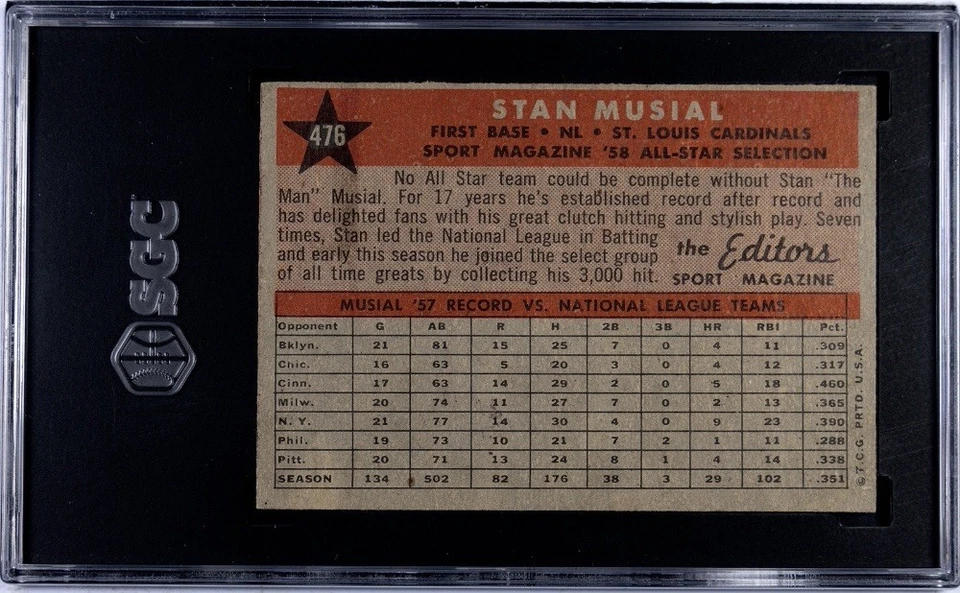 SGC
476
STAN MUSIAL
FIRST BASE • NL • ST. LOUIS CARDINALS
SPORT MAGAZINE '58 ALL-STAR SELECTION
No All Star team could be complete without Stan "The
Man" Musial. For 17 years he's established record after record and
has delighted fans with his great clutch hitting and stylish play. Seven
times, Stan led the National League in Batting
and early this season he joined the select group
of all time greats by collecting his 3,000 hit.
the Editors
SPORT MAGAZINE
MUSIAL '57 RECORD VS. NATIONAL LEAGUE TEAMS
Opponent G AB R H 2B 3B HR RBI Pct.
Bklyn. 21 81 15 25 7 0 4 11 .309
Chic. 16 63 5 20 3 0 4 12 .317
Cinn. 17 63 14 29 2 0 5 18 .460
Milw. 20 74 11 27 7 0 2 13 .365
N. Y. 21 77 14 30 4 0 9 23 .390
Phil. 19 73 10 21 7 2 1 11 .288
Pitt. 20 71 13 24 8 1 4 14 .338
SEASON 134 502 82 176 38 3 29 102 .351
© T.C.G. PRTD. U.S.A.